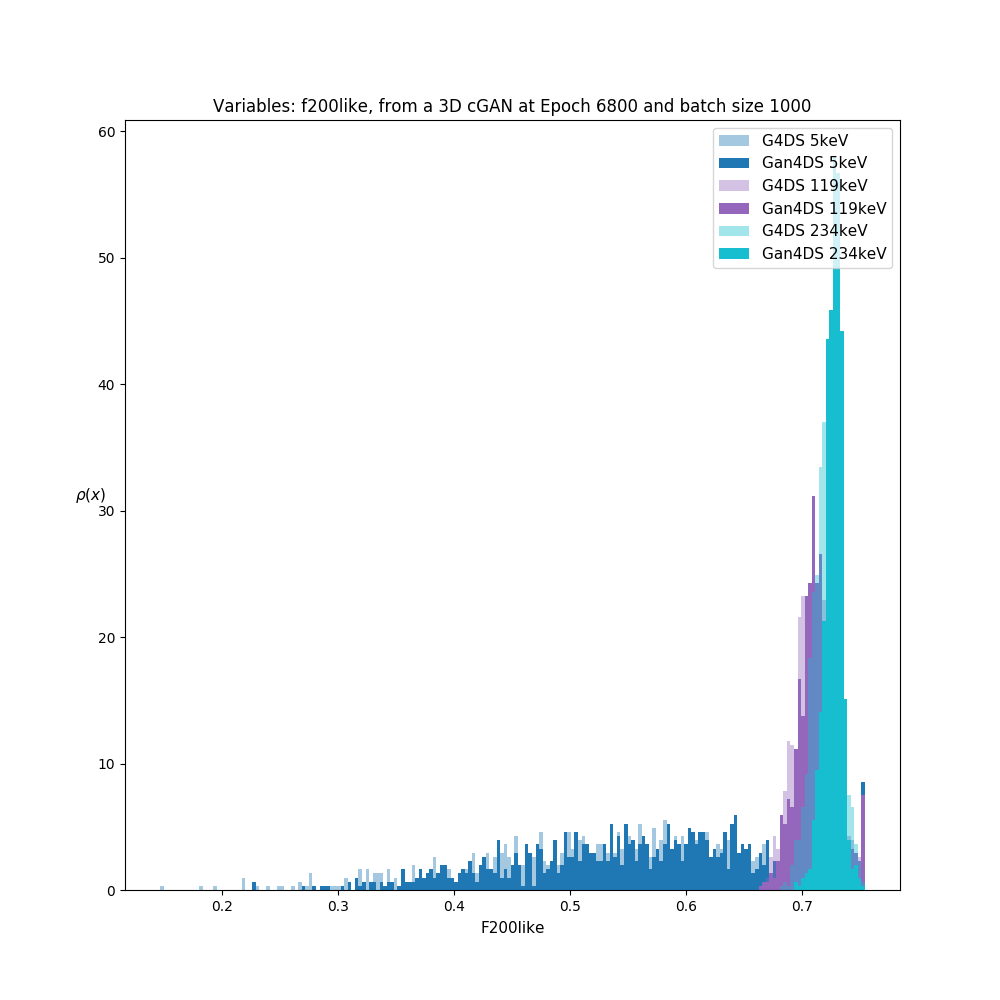 Variables: f200like, from a 3D cGAN at Epoch 6800 and batch size 1000
60
50
40
30
20
10
0
ρ(x)
G4DS 5keV
Gan4DS 5keV
G4DS 119keV
Gan4DS 119keV
G4DS 234keV
Gan4DS 234keV
0.2 0.3 0.4 0.5 0.6 0.7
F200like